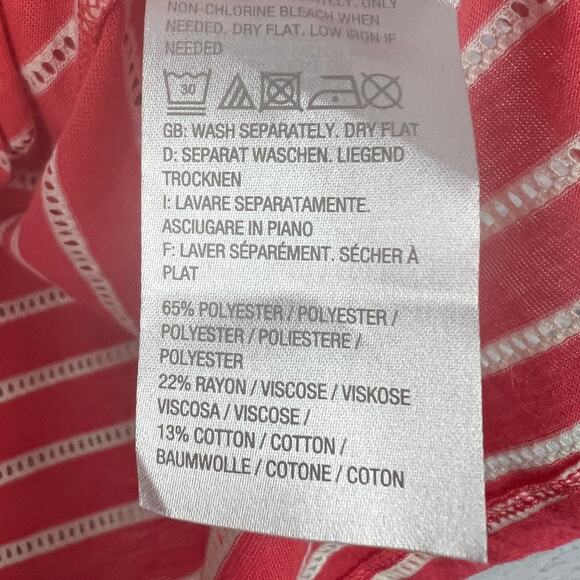 SEPARATELY. ONLY
NON-CHLORINE BLEACH WHEN
NEEDED, DRY FLAT. LOW IRON IF
NEEDED
30
GB: WASH SEPARATELY. DRY FLAT
D: SEPARAT WASCHEN. LIEGEND
TROCKNEN
I: LAVARE SEPARATAMENTE.
ASCIUGARE IN PIANO
F: LAVER SÉPARÉMENT. SÉCHER À
PLAT
65% POLYESTER / POLYESTER /
POLYESTER / POLIESTERE /
POLYESTER
22% RAYON / VISCOSE / VISKOSE
VISCOSA / VISCOSE /
13% COTTON / COTTON /
BAUMWOLLE / COTONE / COTON